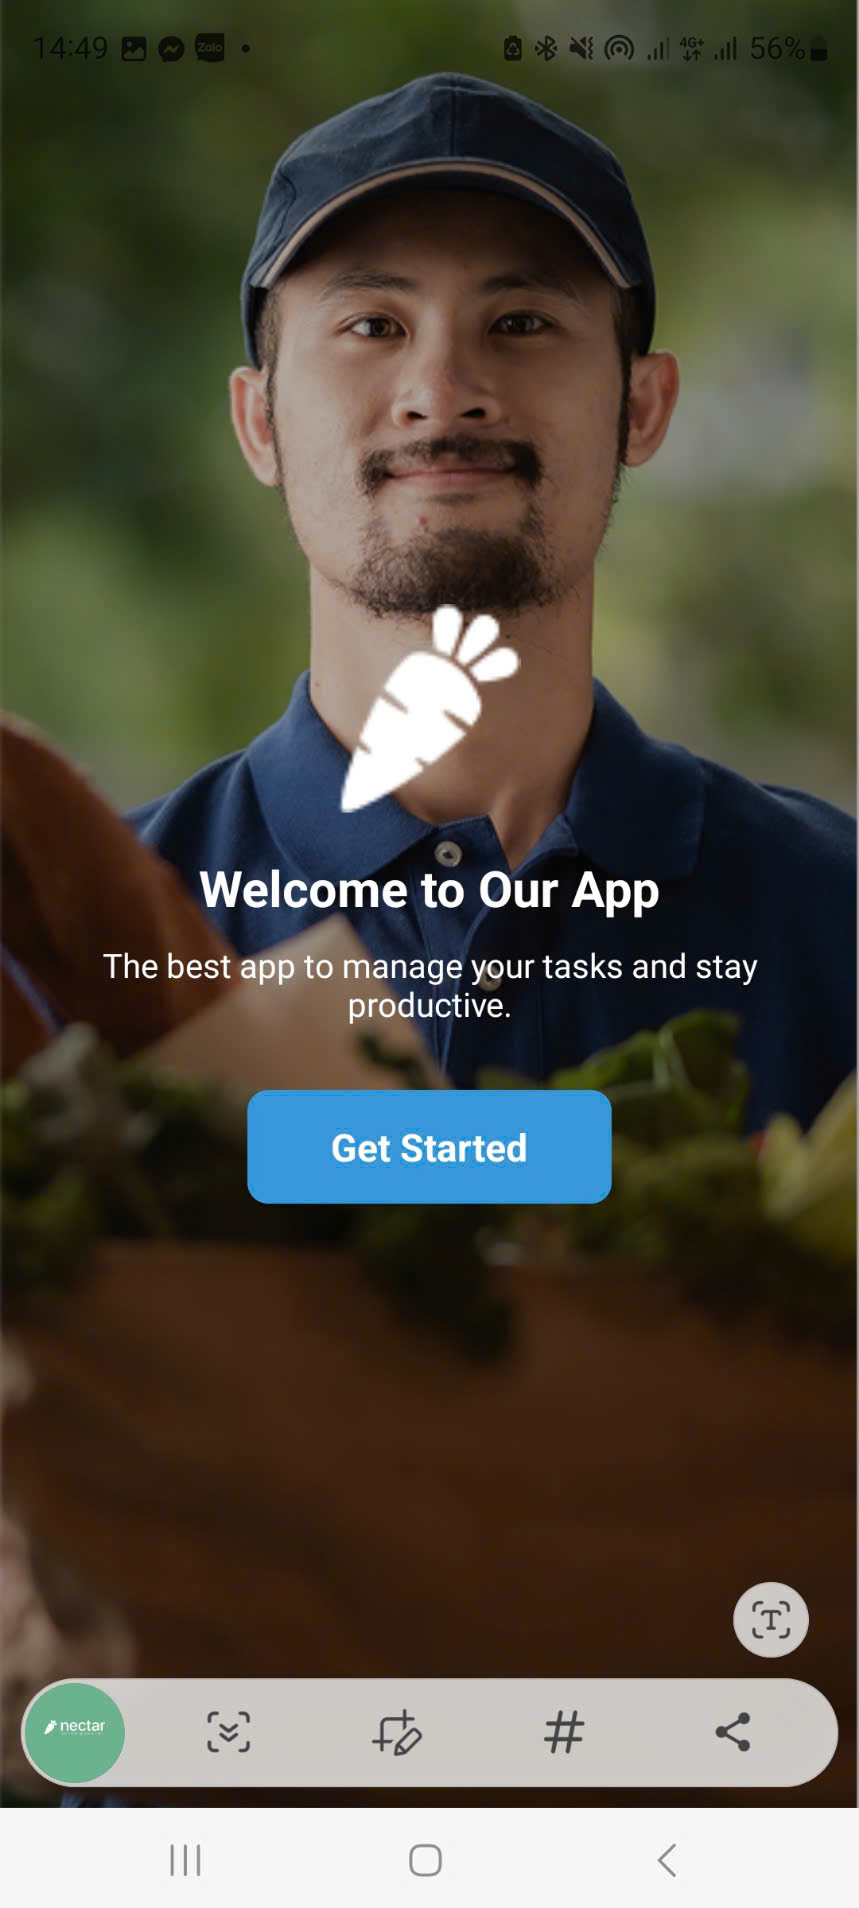 14:49 Zalo 4G+ 56%
Welcome to Our App
The best app to manage your tasks and stay
productive.
Get Started
T
nectar